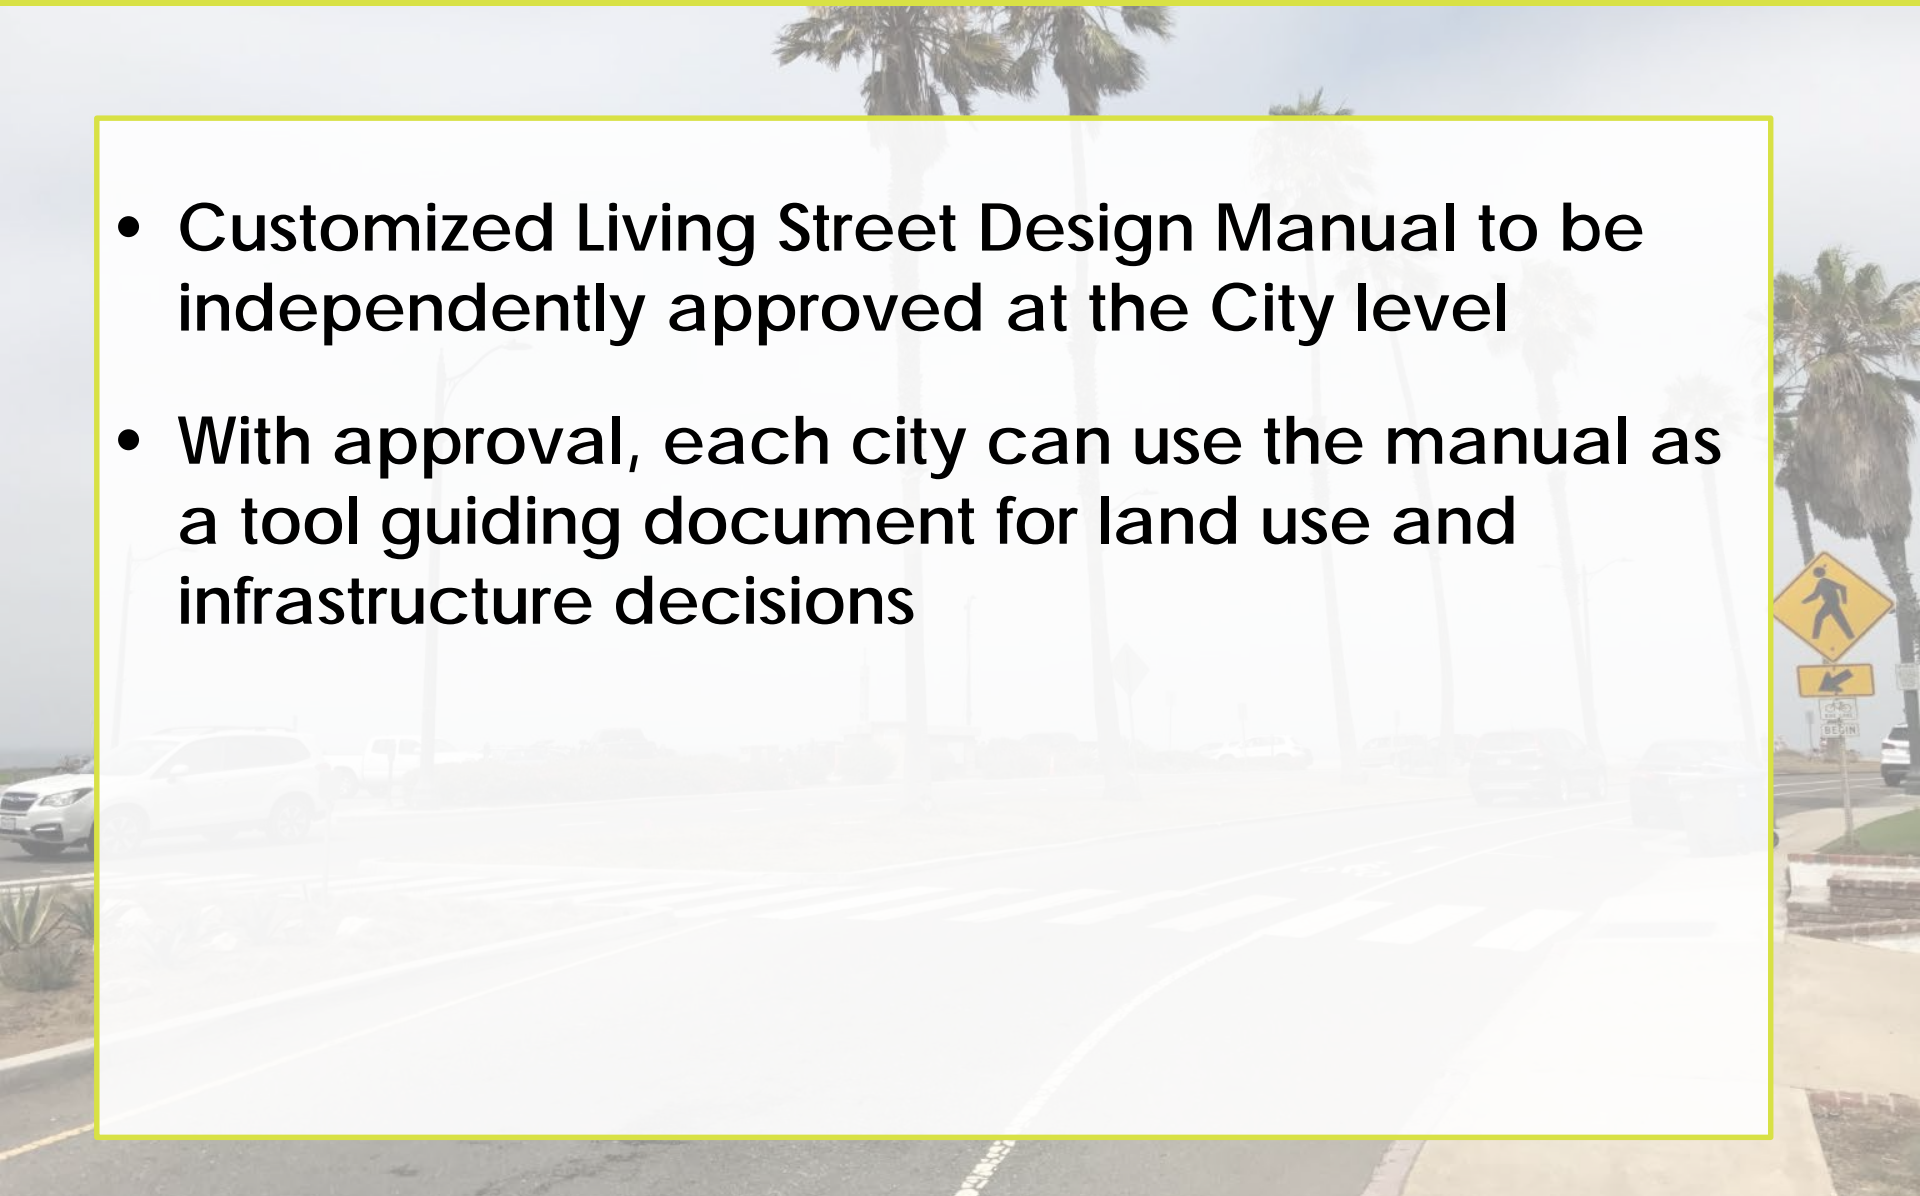 • Customized Living Street Design Manual to be
independently approved at the City level
• With approval, each city can use the manual as
a tool guiding document for land use and
infrastructure decisions
BEGIN